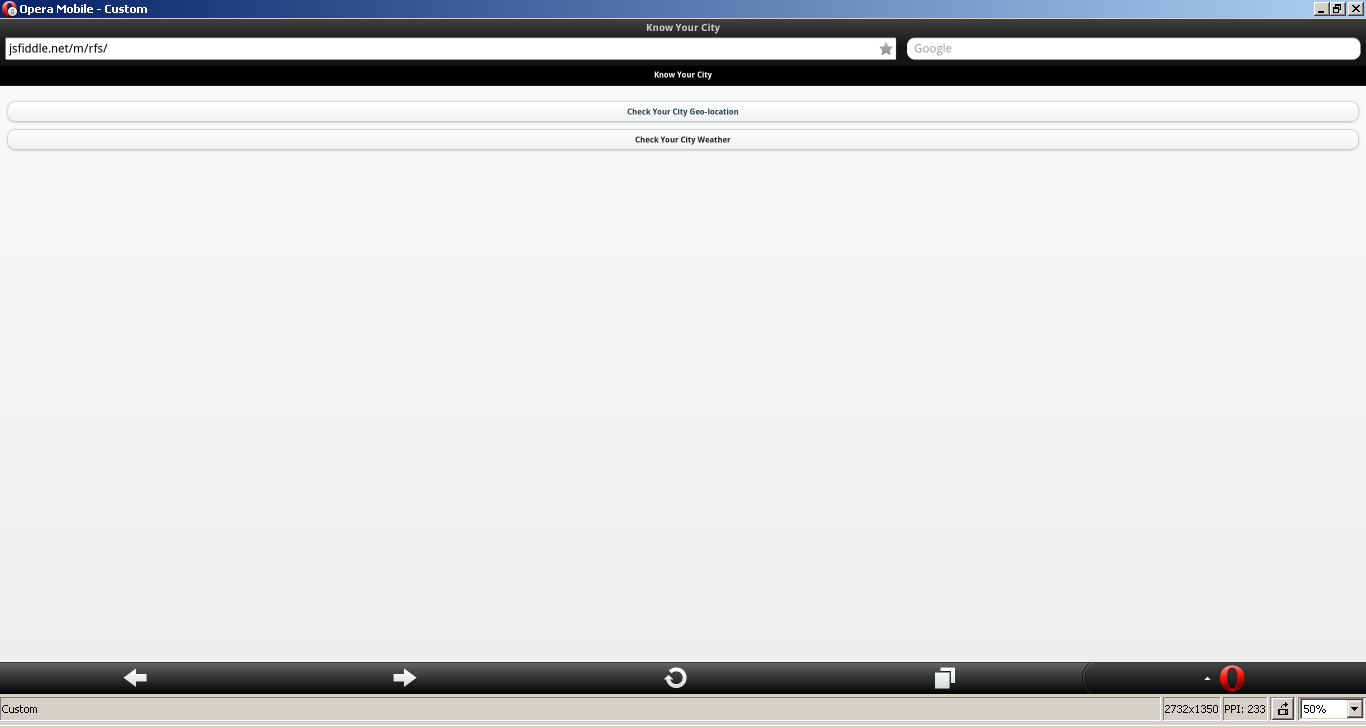 Opera Mobile - Custom
Know Your City
jsfiddle.net/m/rfs/
Google
Know Your City
Check Your City Geo-location
Check Your City Weather
Custom
2732x1350
PPI: 233
50%